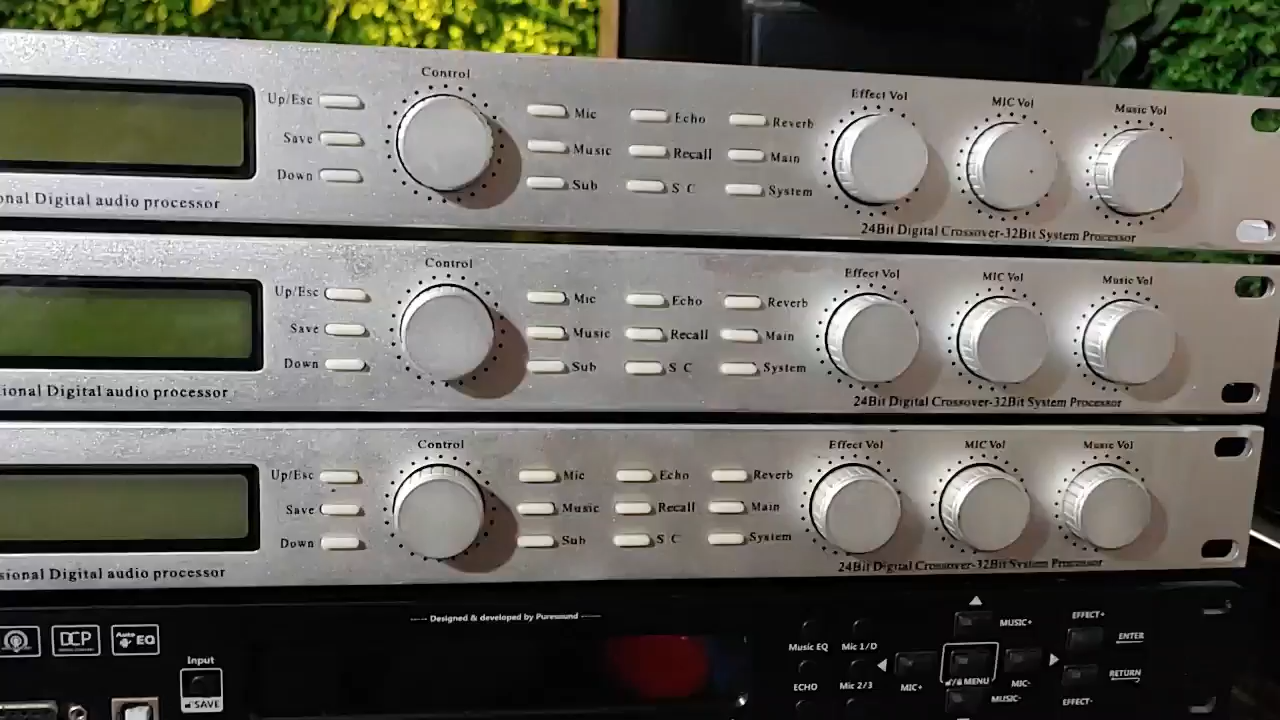 Control
Effect Vol
MIC Vol
Music Vol
Up/Esc
Mic
Echo
Reverb
Save
Music
Recall
Main
Down
Sub
S C
System
onal Digital audio processor
24Bit Digital Crossover-32Bit System Processor
Control
Effect Vol
MIC Vol
Music Vol
Up/Esc
Mic
Echo
Reverb
Save
Music
Recall
Main
Down
Sub
S C
System
ional Digital audio processor
24Bit Digital Crossover-32Bit System Processor
Control
Effect Vol
MIC Vol
Music Vol
Up/Esc
Mic
Echo
Reverb
Save
Music
Recall
Main
Down
Sub
S C
System
sional Digital audio processor
24Bit Digital Crossover-32Bit System Processor
---- Designed & developed by Puresound ----
DCP
Auto EQ
Input
SAVE
Music EQ
Mic 1/D
ECHO
Mic 2/3
MUSIC+
MIC+
MENU
MIC-
MUSIC-
EFFECT+
ENTER
RETURN
EFFECT-